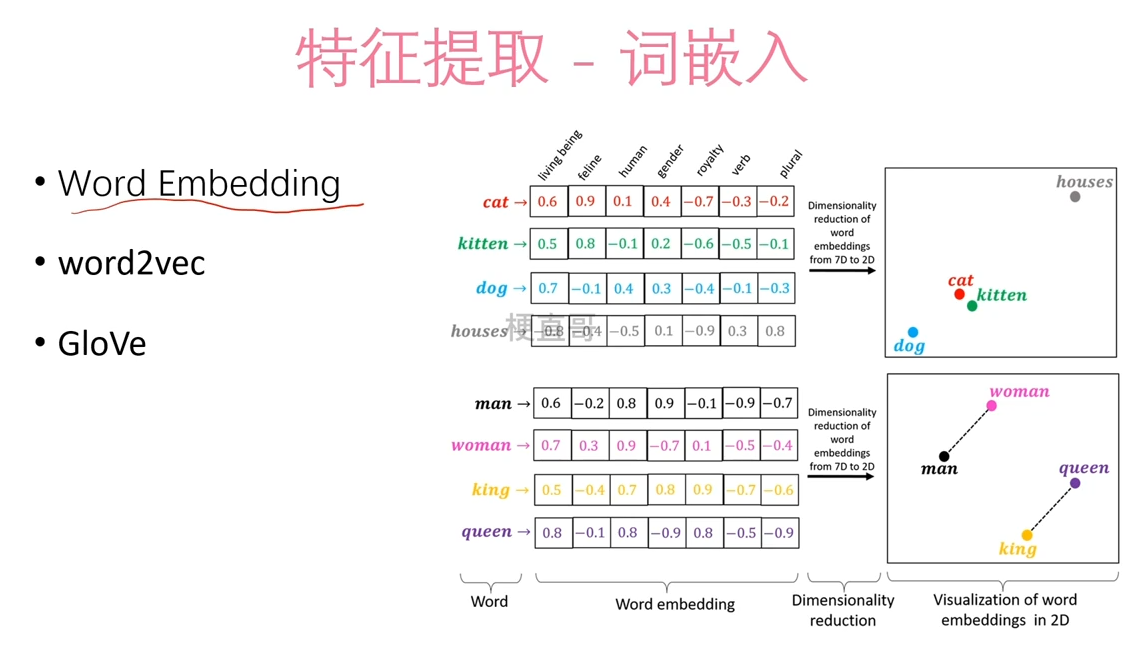 特征提取 - 词嵌入
• Word Embedding
• word2vec
• GloVe
living being feline human gender royalty verb plural
cat → 0.6 0.9 0.1 0.4 −0.7 −0.3 −0.2
kitten → 0.5 0.8 −0.1 0.2 −0.6 −0.5 −0.1
dog → 0.7 −0.1 0.4 0.3 −0.4 −0.1 −0.3
houses → −0.8 −0.4 −0.5 0.1 −0.9 0.3 0.8
梗直哥
Dimensionality
reduction of
word
embeddings
from 7D to 2D
houses
cat
kitten
dog
man → 0.6 −0.2 0.8 0.9 −0.1 −0.9 −0.7
woman → 0.7 0.3 0.9 −0.7 0.1 −0.5 −0.4
king → 0.5 −0.4 0.7 0.8 0.9 −0.7 −0.6
queen → 0.8 −0.1 0.8 −0.9 0.8 −0.5 −0.9
Dimensionality
reduction of
word
embeddings
from 7D to 2D
woman
man
queen
king
Word
Word embedding
Dimensionality
reduction
Visualization of word
embeddings in 2D